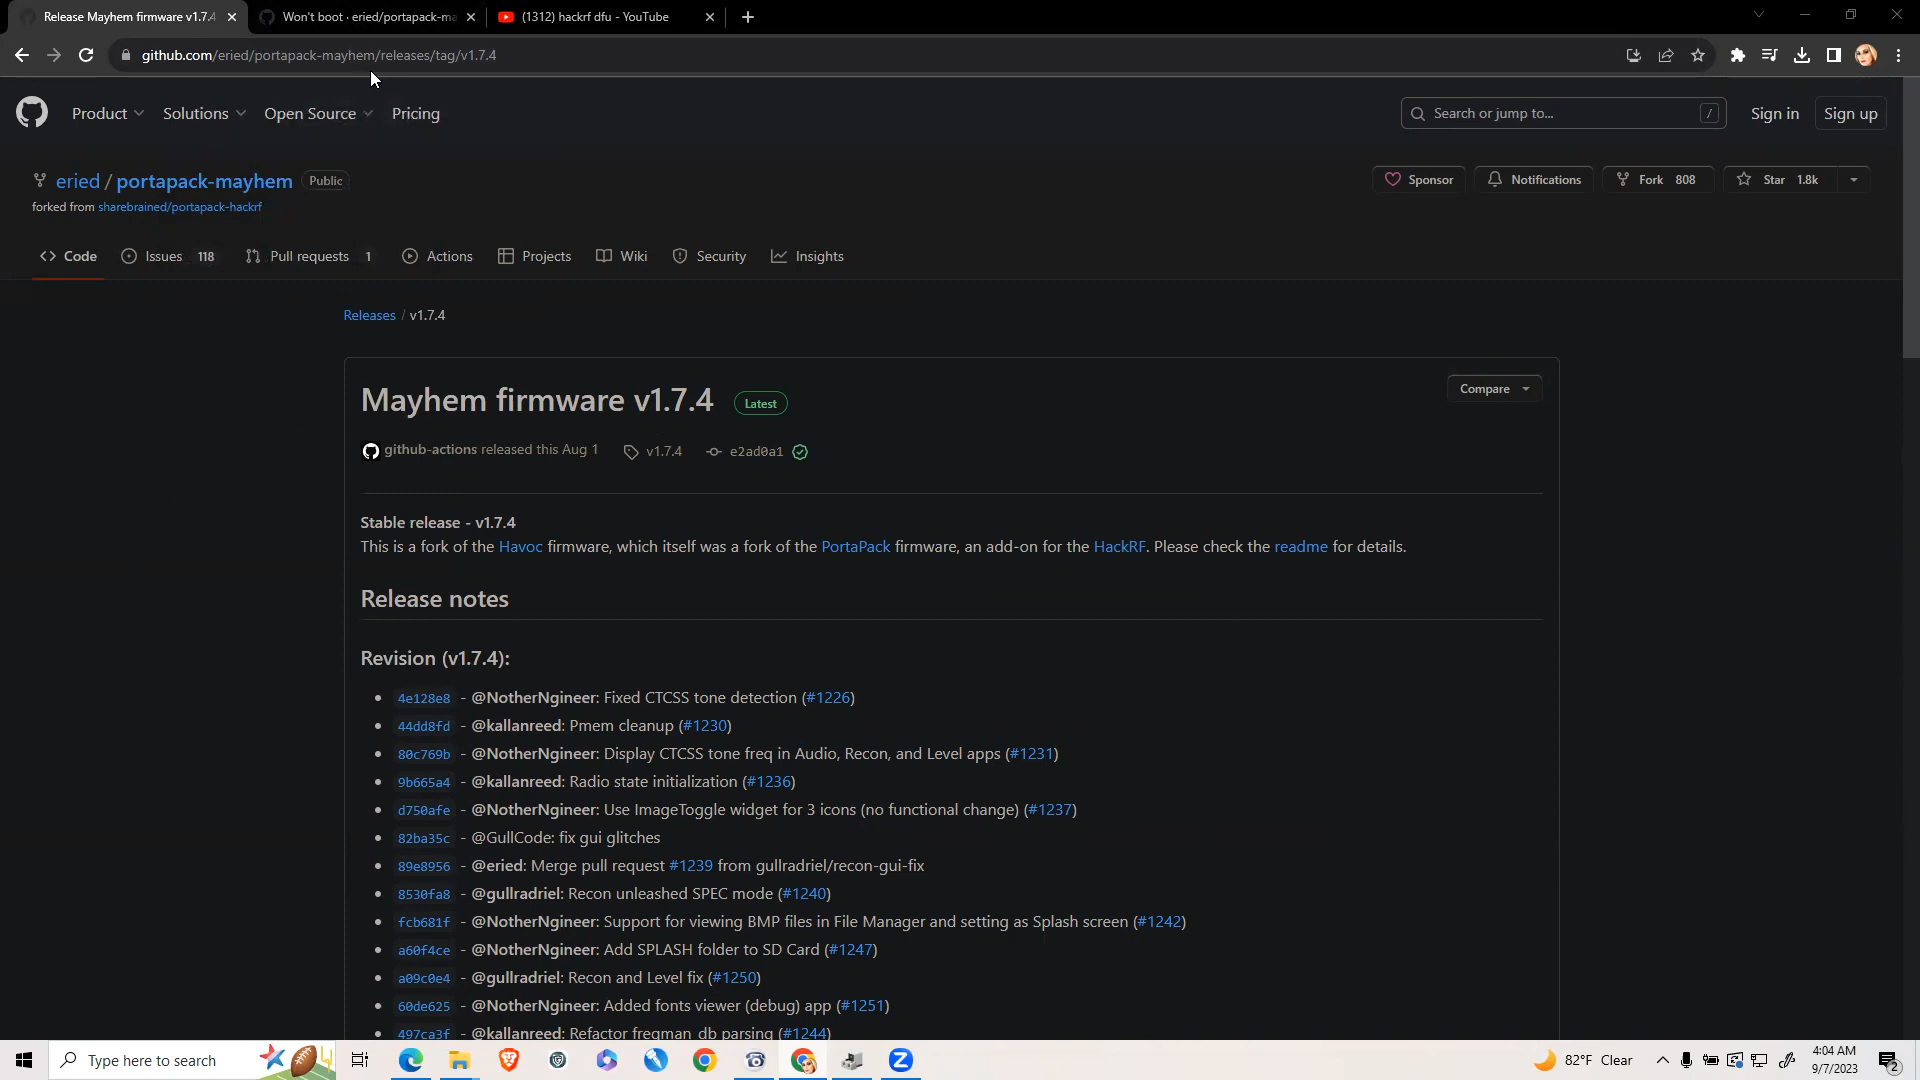 Release Mayhem firmware v1.7.4
Won't boot · eried/portapack-ma
(1312) hackrf dfu - YouTube
github.com/eried/portapack-mayhem/releases/tag/v1.7.4
Product
Solutions
Open Source
Pricing
Search or jump to...
/
Sign in
Sign up
eried / portapack-mayhem Public
Sponsor
Notifications
Fork 808
Star 1.8k
forked from sharebrained/portapack-hackrf
Code
Issues 118
Pull requests 1
Actions
Projects
Wiki
Security
Insights
Releases / v1.7.4
Mayhem firmware v1.7.4 Latest
Compare
github-actions released this Aug 1 v1.7.4 e2ad0a1
Stable release - v1.7.4
This is a fork of the Havoc firmware, which itself was a fork of the PortaPack firmware, an add-on for the HackRF. Please check the readme for details.
Release notes
Revision (v1.7.4):
• 4e128e8 - @NotherNgineer: Fixed CTCSS tone detection (#1226)
• 44dd8fd - @kallanreed: Pmem cleanup (#1230)
• 80c769b - @NotherNgineer: Display CTCSS tone freq in Audio, Recon, and Level apps (#1231)
• 9b665a4 - @kallanreed: Radio state initialization (#1236)
• d750afe - @NotherNgineer: Use ImageToggle widget for 3 icons (no functional change) (#1237)
• 82ba35c - @GullCode: fix gui glitches
• 89e8956 - @eried: Merge pull request #1239 from gullradriel/recon-gui-fix
• 8530fa8 - @gullradriel: Recon unleashed SPEC mode (#1240)
• fcb681f - @NotherNgineer: Support for viewing BMP files in File Manager and setting as Splash screen (#1242)
• a60f4ce - @NotherNgineer: Add SPLASH folder to SD Card (#1247)
• a09c0e4 - @gullradriel: Recon and Level fix (#1250)
• 60de625 - @NotherNgineer: Added fonts viewer (debug) app (#1251)
• 497ca3f - @kallanreed: Refactor freqman_db parsing (#1244)
Type here to search
82°F Clear
4:04 AM
9/7/2023
2